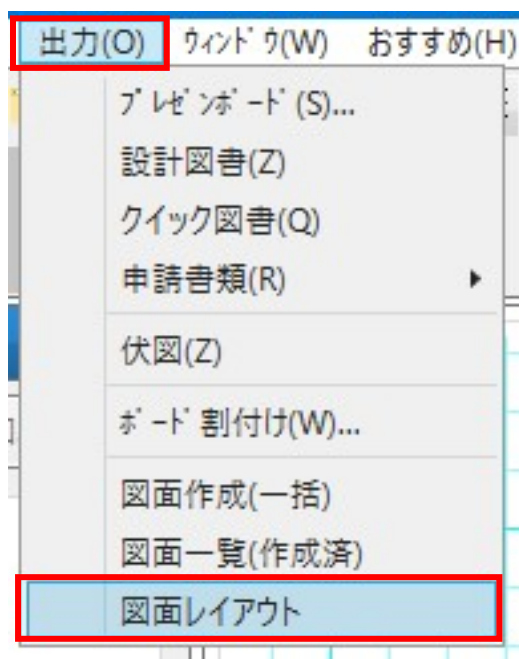 出力(O) ｳｨﾝﾄﾞｳ(W) おすすめ(H)
ﾌﾟﾚｾﾞﾝﾎﾞｰﾄﾞ(S)...
設計図書(Z)
クイック図書(Q)
申請書類(R)
伏図(Z)
ﾎﾞｰﾄﾞ割付け(W)...
図面作成(一括)
図面一覧(作成済)
図面レイアウト